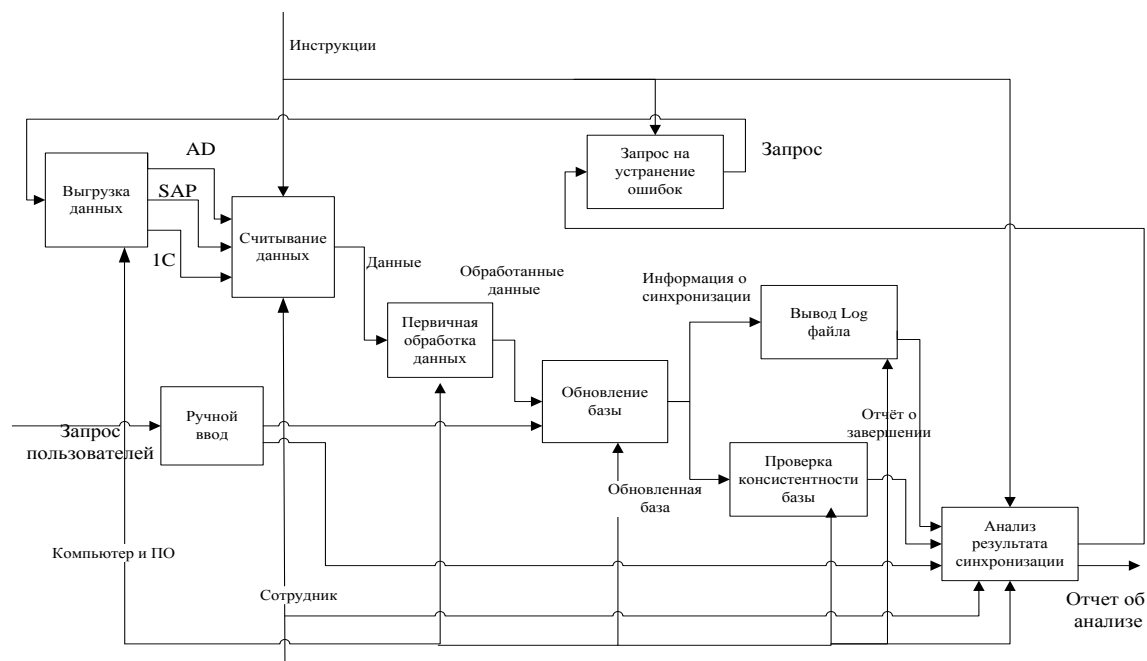 Инструкции
AD
SAP
1C
Выгрузка
данных
Считывание
данных
Запрос на
устранение
ошибок
Запрос
Данные
Обработанные
данные
Информация о
синхронизации
Первичная
обработка
данных
Вывод Log
файла
Обновление
базы
Ручной
ввод
Запрос
пользователей
Отчёт о
завершении
Проверка
консистентности
базы
Обновленная
база
Анализ
результата
синхронизации
Компьютер и ПО
Сотрудник
Отчет об
анализе